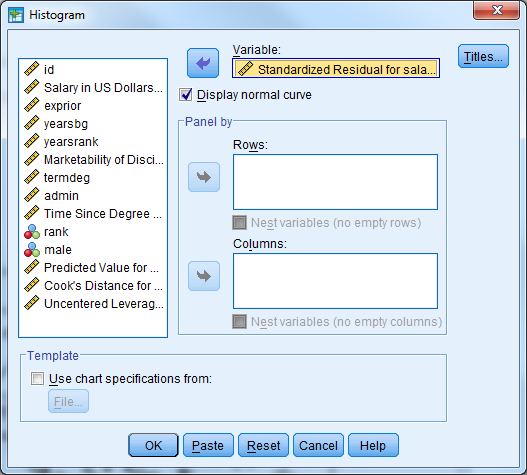 Histogram
id
Salary in US Dollars...
exprior
yearsbg
yearsrank
Marketability of Disci...
termdeg
admin
Time Since Degree ...
rank
male
Predicted Value for ...
Cook's Distance for ...
Uncentered Leverag...
Variable:
Standardized Residual for sala...
Display normal curve
Titles...
Panel by
Rows:
Nest variables (no empty rows)
Columns:
Nest variables (no empty columns)
Template
Use chart specifications from:
File...
OK
Paste
Reset
Cancel
Help